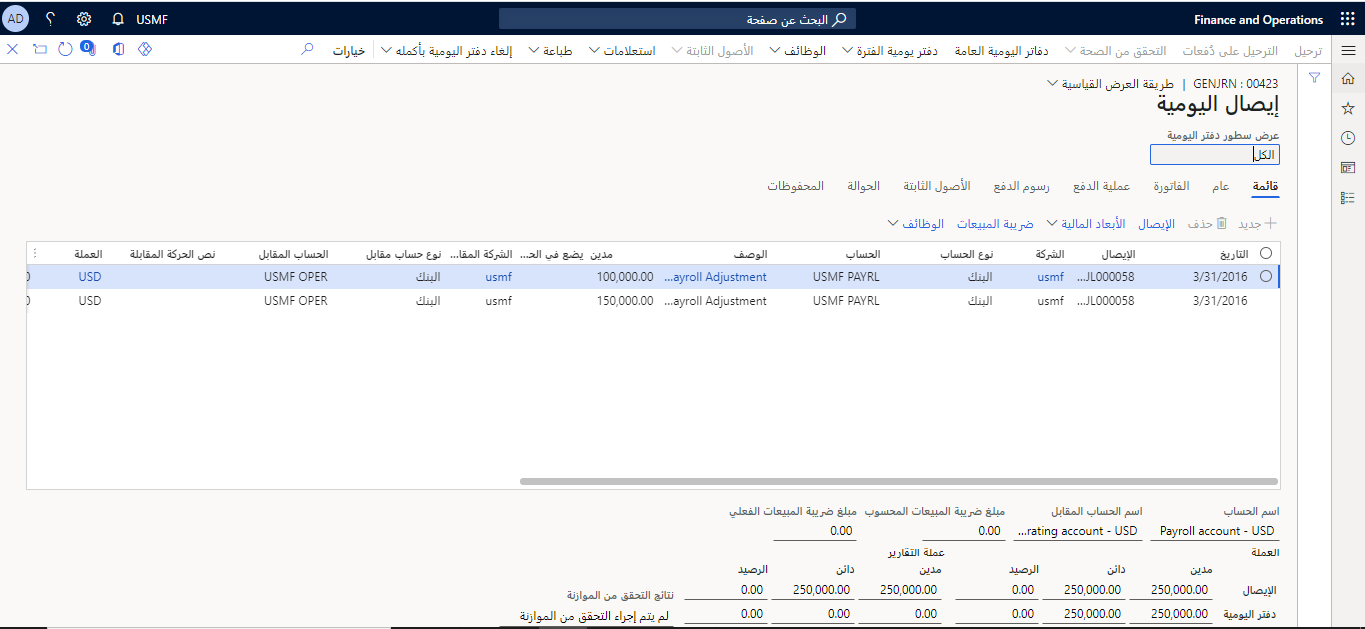 Finance and Operations البحث عن صفحة USMF AD
ترحيل الترحيل على دُفعات التحقق من الصحة دفاتر اليومية العامة دفتر يومية الفترة الوظائف الأصول الثابتة استعلامات طباعة إلغاء دفتر اليومية بأكمله خيارات 0
GENJRN : 00423 | طريقة العرض القياسية
إيصال اليومية
عرض سطور دفتر اليومية
الكل
قائمة عام الفاتورة عملية الدفع رسوم الدفع الأصول الثابتة الحوالة المحفوظات
جديد حذف الإيصال الأبعاد المالية ضريبة المبيعات الوظائف
التاريخ الإيصال الشركة نوع الحساب الحساب الوصف مدين يضع في الحـ... الشركة المقا... نوع حساب مقابل الحساب المقابل نص الحركة المقابلة العملة
3/31/2016 ...JL000058 usmf البنك USMF PAYRL ...ayroll Adjustment 100,000.00 usmf البنك USMF OPER USD
3/31/2016 ...JL000058 usmf البنك USMF PAYRL ...ayroll Adjustment 150,000.00 usmf البنك USMF OPER USD
اسم الحساب اسم الحساب المقابل مبلغ ضريبة المبيعات المحسوب مبلغ ضريبة المبيعات الفعلي
Payroll account - USD ...rating account - USD 0.00 0.00
العملة عملة التقارير
مدين دائن الرصيد مدين دائن الرصيد
الإيصال 250,000.00 250,000.00 0.00 250,000.00 250,000.00 0.00 نتائج التحقق من الموازنة
دفتر اليومية 250,000.00 250,000.00 0.00 0.00 0.00 0.00 لم يتم إجراء التحقق من الموازنة